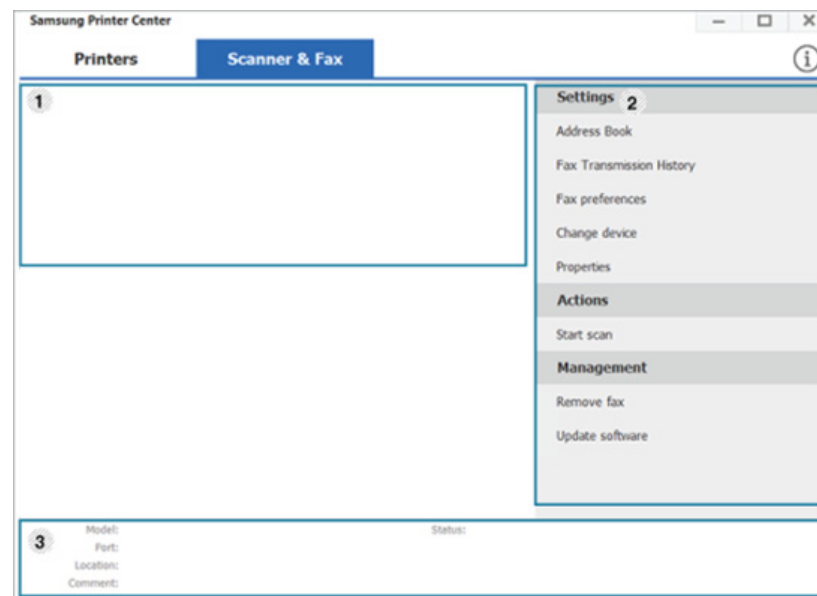 Samsung Printer Center
Printers
Scanner & Fax
1
Settings 2
Address Book
Fax Transmission History
Fax preferences
Change device
Properties
Actions
Start scan
Management
Remove fax
Update software
3
Model:
Status:
Port:
Location:
Comment: